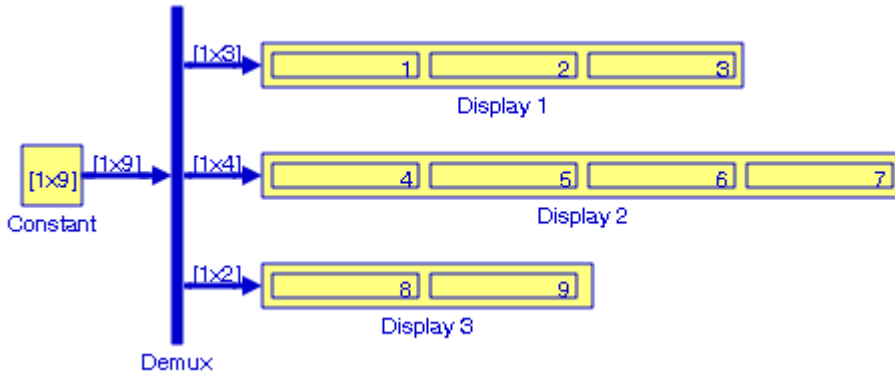 [1x3]
1 2 3
Display 1
[1x9]
[1x9]
Constant
[1x4]
4 5 6 7
Display 2
[1x2]
8 9
Display 3
Demux